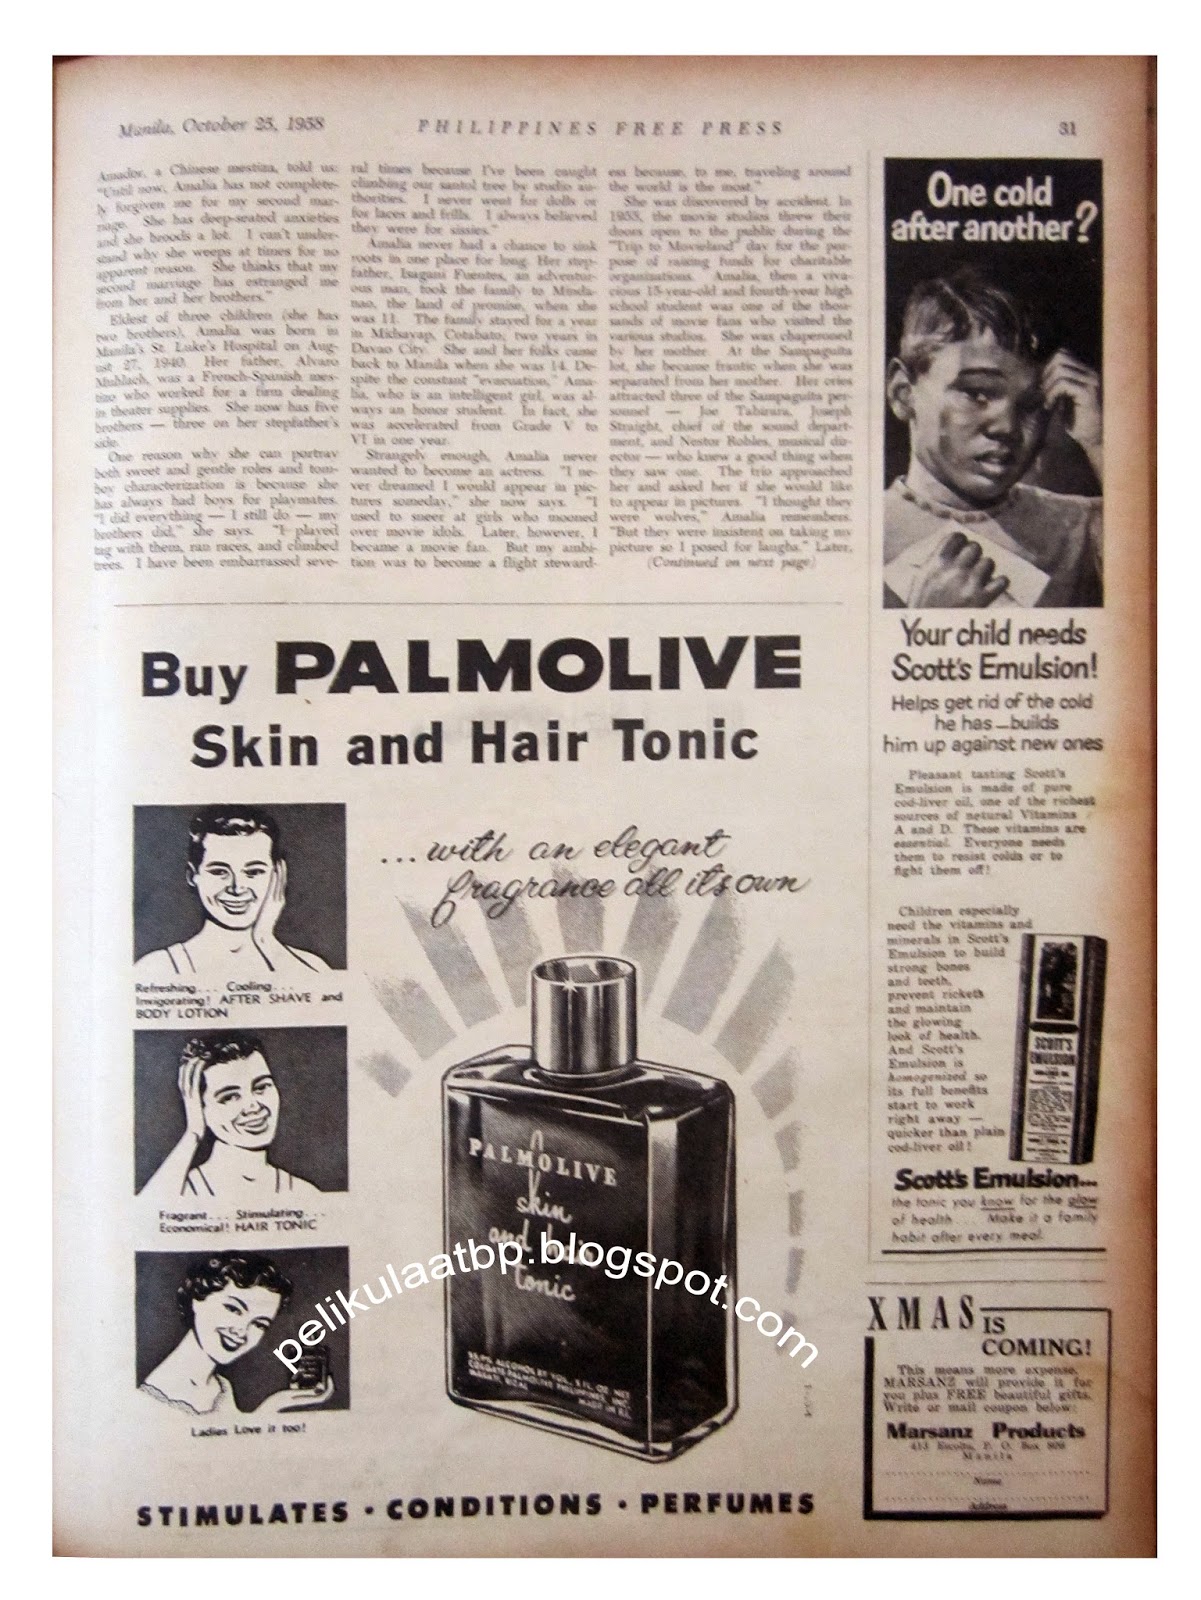 Manila, October 25, 1958
PHILIPPINES FREE PRESS
31
Amador, a Chinese mestiza, told us:
"Until now, Amalia has not complete-
ly forgiven me for my second mar-
riage. She has deep-seated anxieties
and she broods a lot. I can't under-
stand why she weeps at times for no
apparent reason. She thinks that my
second marriage has estranged me
from her and her brothers."
Eldest of three children (she has
two brothers), Amalia was born in
Manila's St. Luke's Hospital on Aug-
ust 27, 1940. Her father, Alvaro
Muhlach, was a French-Spanish mes-
tizo who worked for a firm dealing
in theater supplies. She now has five
brothers — three on her stepfather's
side.
One reason why she can portray
both sweet and gentle roles and tom-
boy characterization is because she
has always had boys for playmates.
"I did everything — I still do — my
brothers did," she says. "I played
tag with them, ran races, and climbed
trees. I have been embarrassed seve-
ral times because I've been caught
climbing our santol tree by studio au-
thorities. I never went for dolls or
for laces and frills. I always believed
they were for sissies."
Amalia never had a chance to sink
roots in one place for long. Her step-
father, Isagani Fuentes, an adventur-
ous man, took the family to Minda-
nao, the land of promise, when she
was 11. The family stayed for a year
in Midsayap, Cotabato; two years in
Davao City. She and her folks came
back to Manila when she was 14. De-
spite the constant "evacuation," Ama-
lia, who is an intelligent girl, was al-
ways an honor student. In fact, she
was accelerated from Grade V to
VI in one year.
Strangely enough, Amalia never
wanted to become an actress. "I ne-
ver dreamed I would appear in pic-
tures someday," she now says. "I
used to sneer at girls who mooned
over movie idols. Later, however, I
became a movie fan. But my ambi-
tion was to become a flight steward-
ess because, to me, traveling around
the world is the most."
She was discovered by accident. In
1955, the movie studios threw their
doors open to the public during the
"Trip to Movieland" day for the pur-
pose of raising funds for charitable
organizations. Amalia, then a viva-
cious 15-year-old and fourth-year high
school student was one of the thou-
sands of movie fans who visited the
various studios. She was chaperoned
by her mother. At the Sampaguita
lot, she became frantic when she was
separated from her mother. Her cries
attracted three of the Sampaguita per-
sonnel — Joe Tabirara, Joseph
Straight, chief of the sound depart-
ment, and Nestor Robles, musical dir-
ector — who knew a good thing when
they saw one. The trio approached
her and asked her if she would like
to appear in pictures. "I thought they
were wolves," Amalia remembers.
"But they were insistent on taking my
picture so I posed for laughs." Later,
(Continued on next page)
Buy PALMOLIVE
Skin and Hair Tonic
...with an elegant
fragrance all its own
Refreshing... Cooling...
Invigorating! AFTER SHAVE and
BODY LOTION
Fragrant... Stimulating...
Economical! HAIR TONIC
Ladies Love it too!
PALMOLIVE
skin
and hair
tonic
COLGATE-PALMOLIVE PHILIPPINES, INC.
MAKATI, RIZAL
STIMULATES • CONDITIONS • PERFUMES
One cold
after another?
Your child needs
Scott's Emulsion!
Helps get rid of the cold
he has—builds
him up against new ones
Pleasant tasting Scott's
Emulsion is made of pure
cod-liver oil, one of the richest
sources of natural Vitamins
A and D. These vitamins are
essential. Everyone needs
them to resist colds or to
fight them off!
Children especially
need the vitamins and
minerals in Scott's
Emulsion to build
strong bones
and teeth,
prevent rickets
and maintain
the glowing
look of health.
And Scott's
Emulsion is
homogenized so
its full benefits
start to work
right away —
quicker than plain
cod-liver oil!
SCOTT'S
EMULSION
Scott's Emulsion...
the tonic you know for the glow
of health... Make it a family
habit after every meal.
XMAS IS
COMING!
This means more expense.
MARSANZ will provide it for
you plus FREE beautiful gifts.
Write or mail coupon below:
Marsanz Products
413 Escolta, P. O. Box 809
Manila
Name
Address
pelikulaatbp.blogspot.com